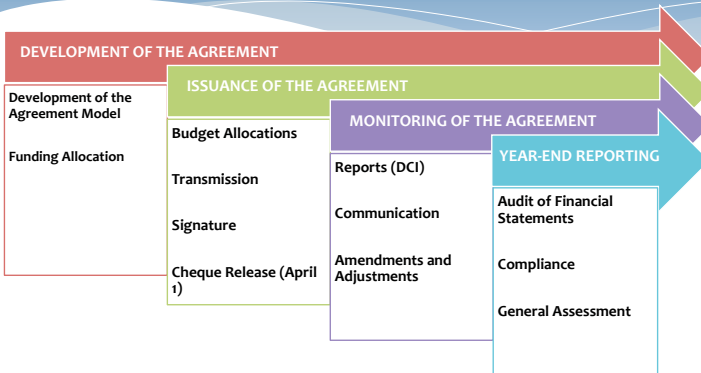 DEVELOPMENT OF THE AGREEMENT
Development of the
Agreement Model
Funding Allocation
ISSUANCE OF THE AGREEMENT
Budget Allocations
Transmission
Signature
Cheque Release (April
1)
MONITORING OF THE AGREEMENT
Reports (DCI)
Communication
Amendments and
Adjustments
YEAR-END REPORTING
Audit of Financial
Statements
Compliance
General Assessment